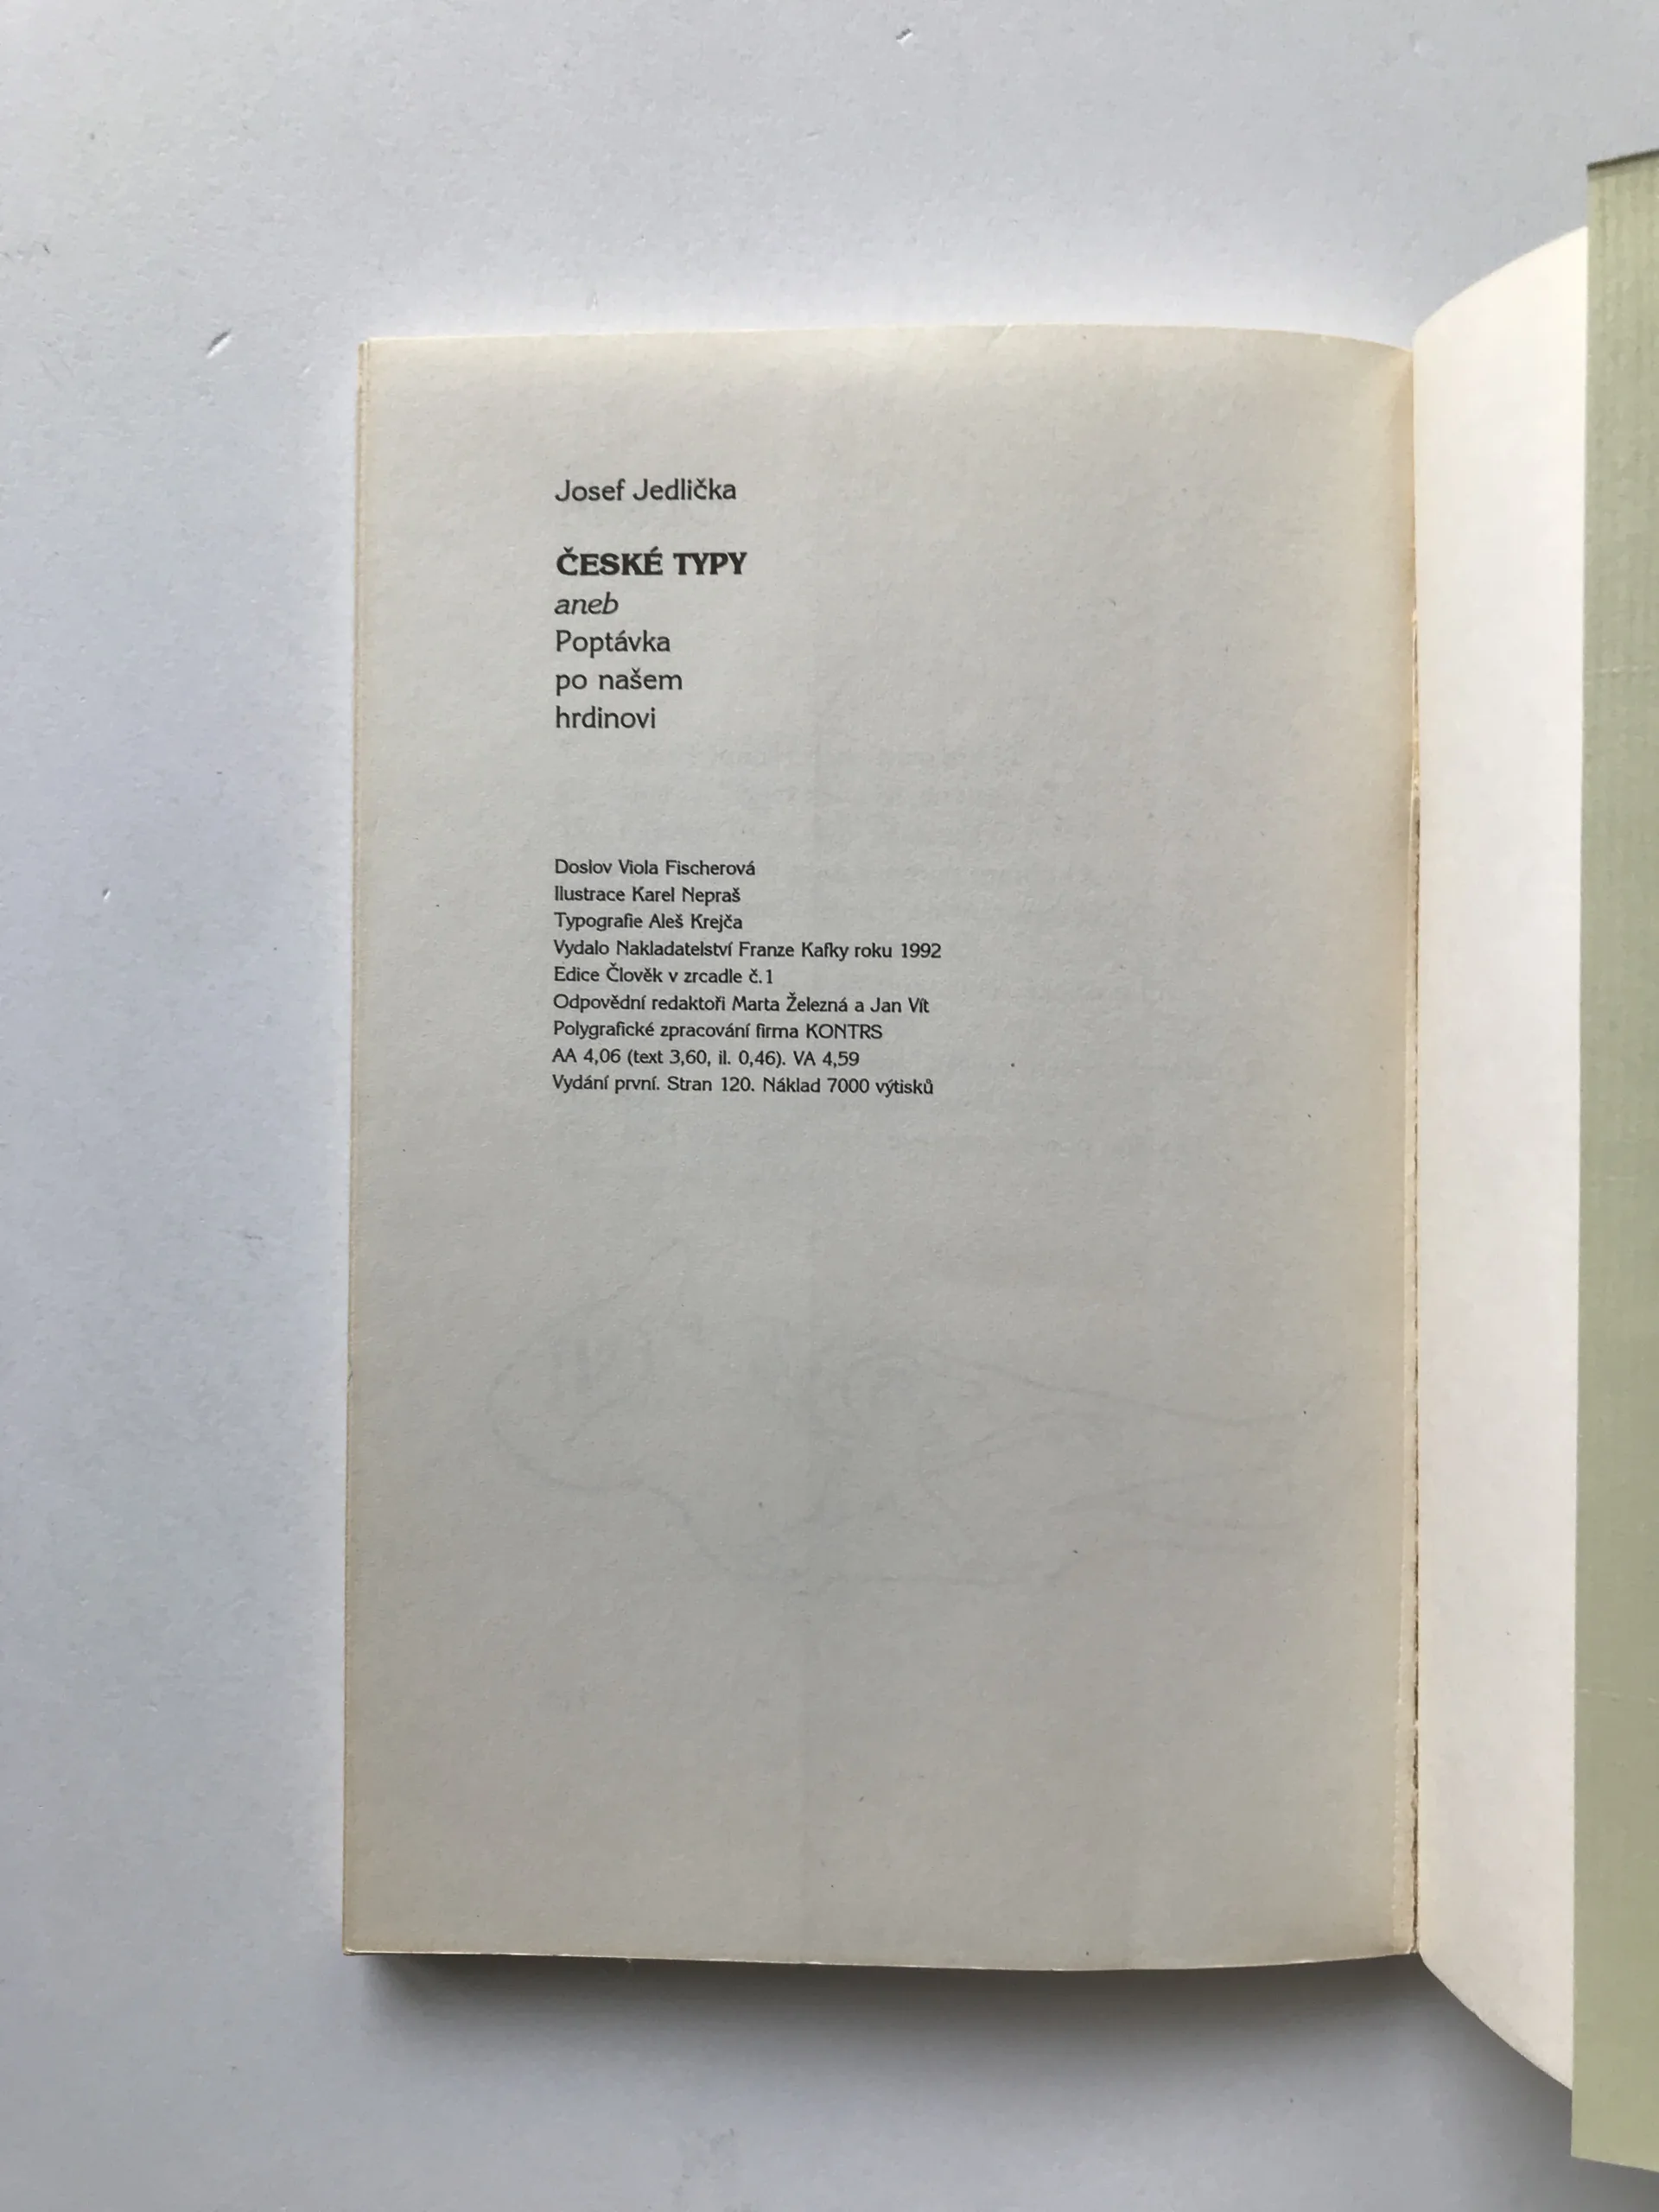 Josef Jedlička
ČESKÉ TYPY
aneb
Poptávka
po našem
hrdinovi
Doslov Viola Fischerová
Ilustrace Karel Nepraš
Typografie Aleš Krejča
Vydalo Nakladatelství Franze Kafky roku 1992
Edice Člověk v zrcadle č.1
Odpovědní redaktoři Marta Železná a Jan Vít
Polygrafické zpracování firma KONTRS
AA 4,06 (text 3,60, il. 0,46). VA 4,59
Vydání první. Stran 120. Náklad 7000 výtisků